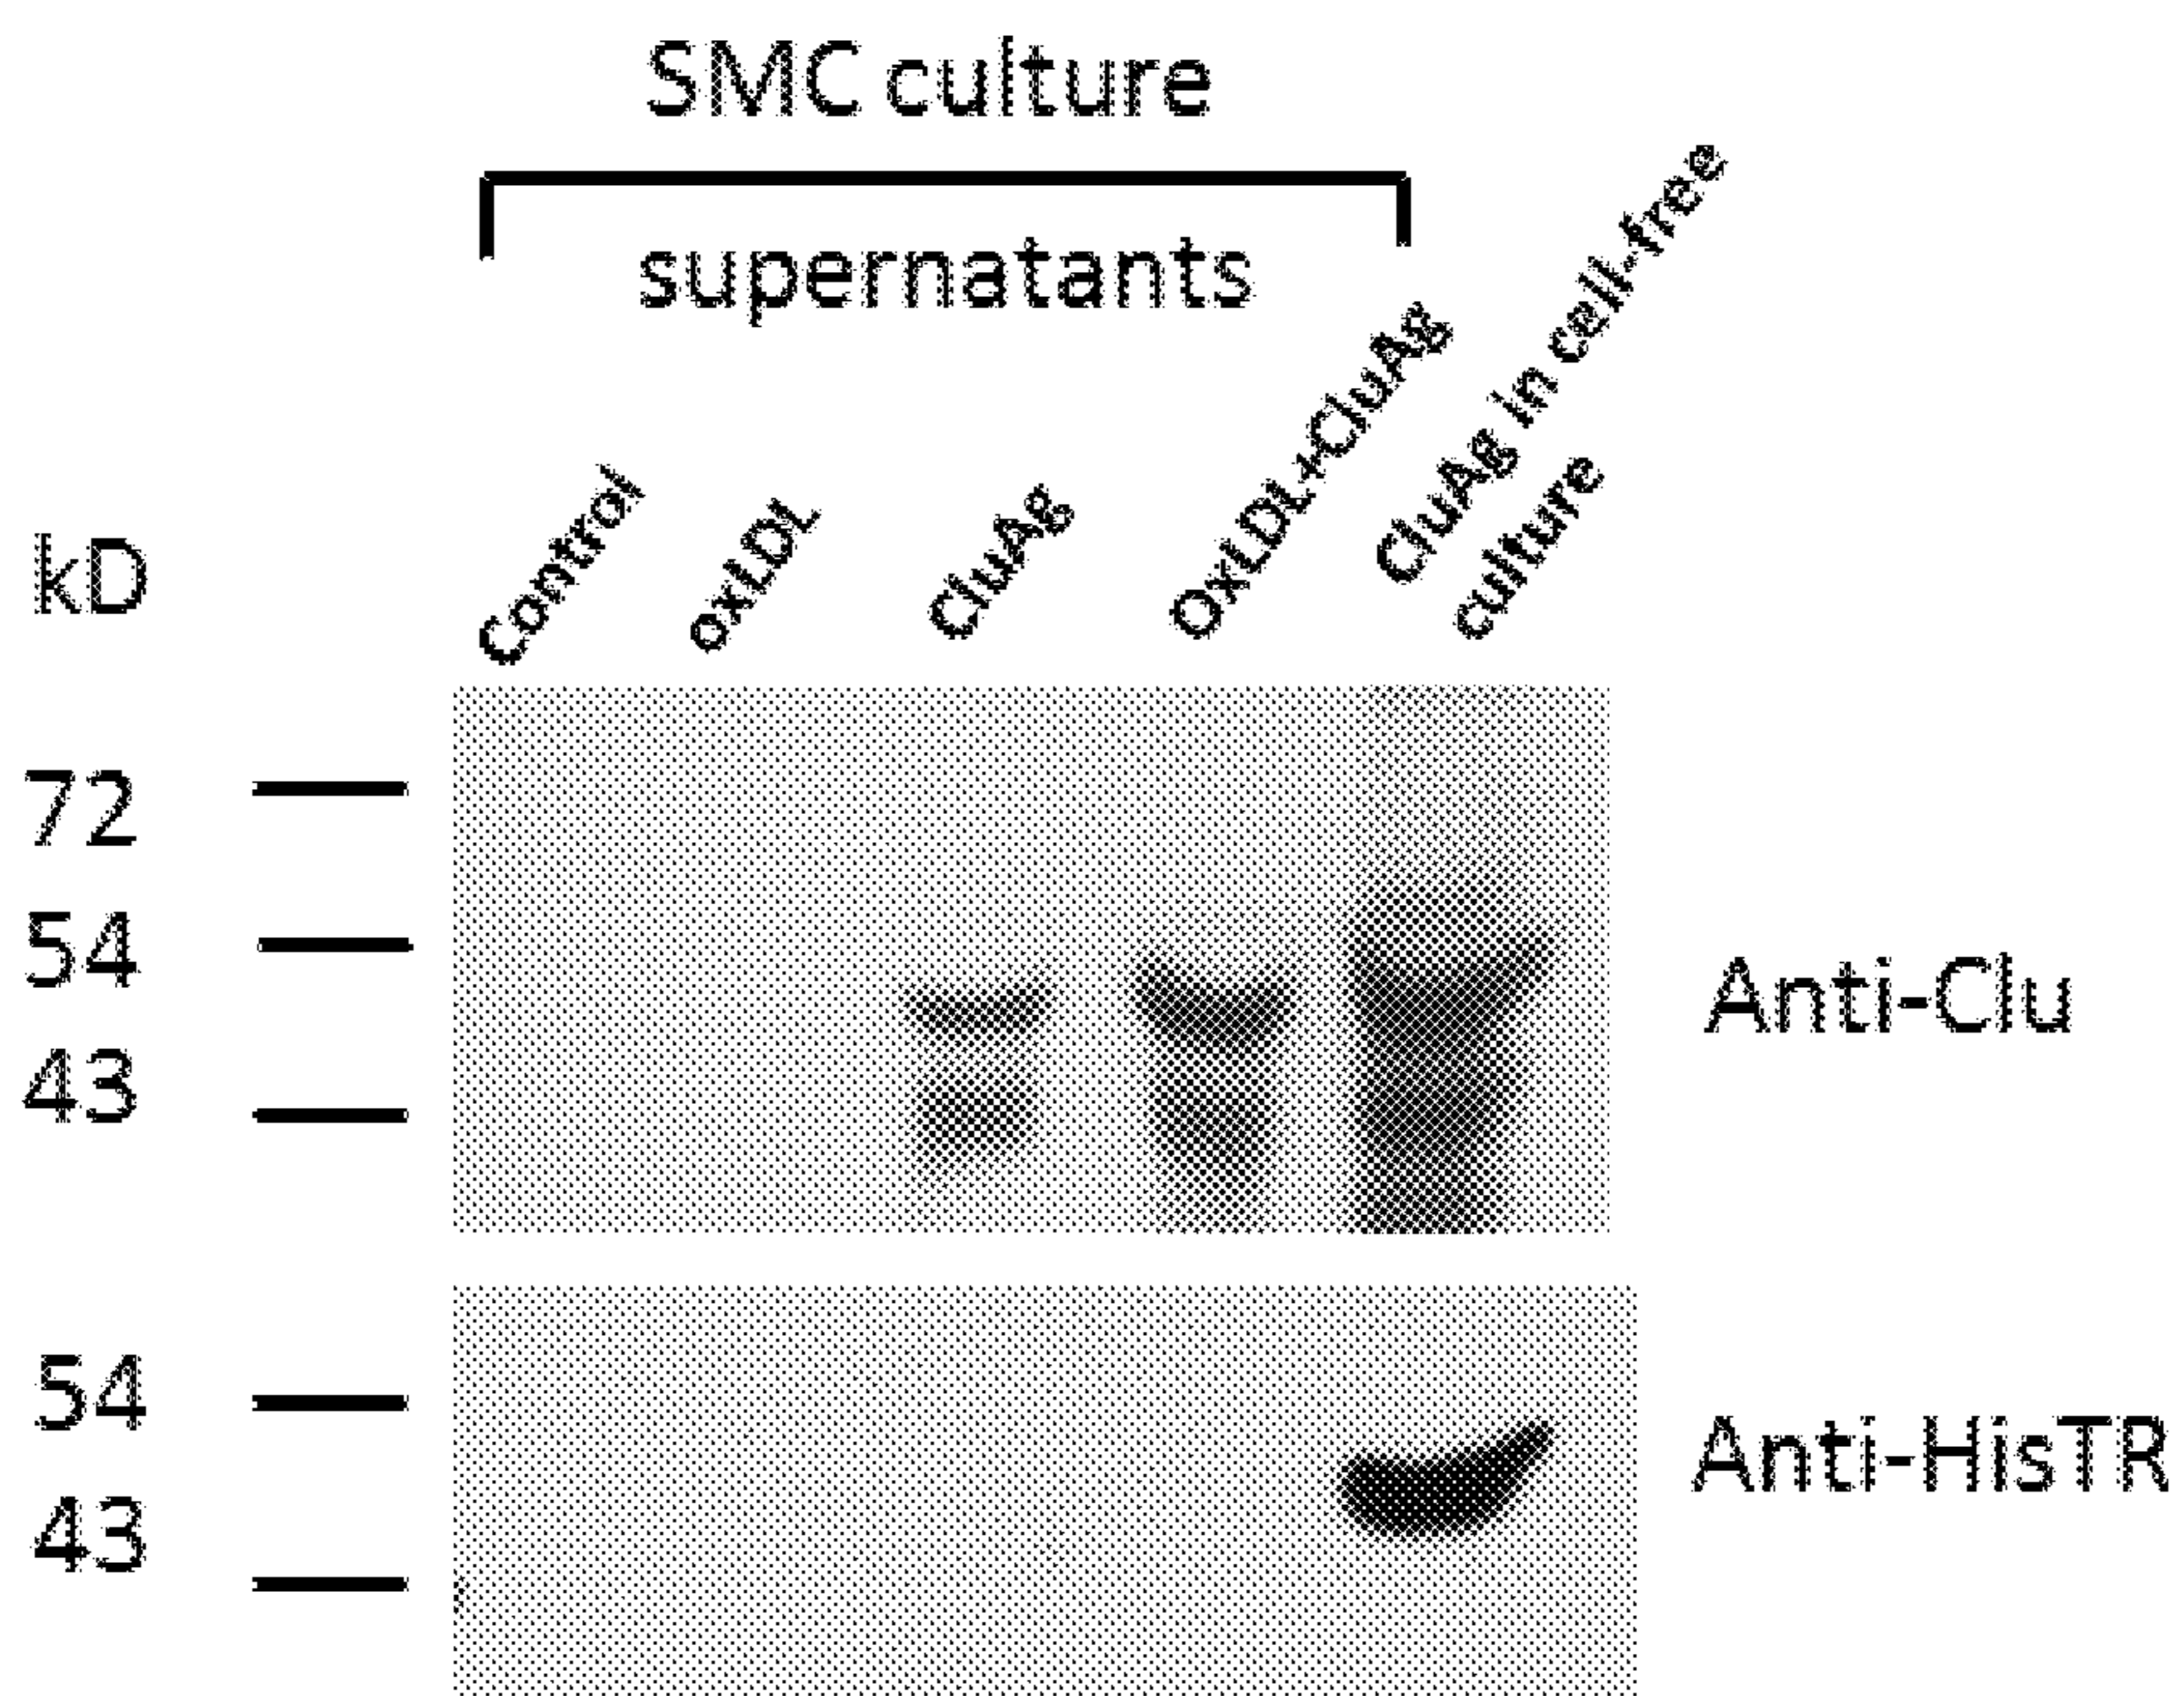 SMC culture
supernatants
Control
oxLDL
CluAg
OxLDL+CluAg
CluAg in cell-free
culture
kD
72
54
43
Anti-Clu
54
43
Anti-HisTR